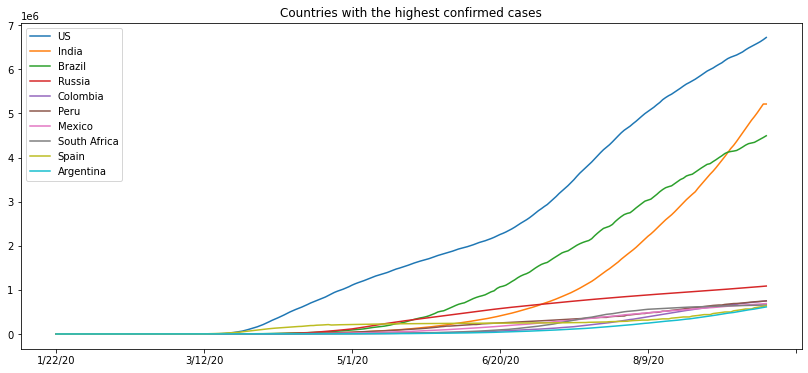 Countries with the highest confirmed cases
1e6
7
6
5
4
3
2
1
0
US
India
Brazil
Russia
Colombia
Peru
Mexico
South Africa
Spain
Argentina
1/22/20 3/12/20 5/1/20 6/20/20 8/9/20